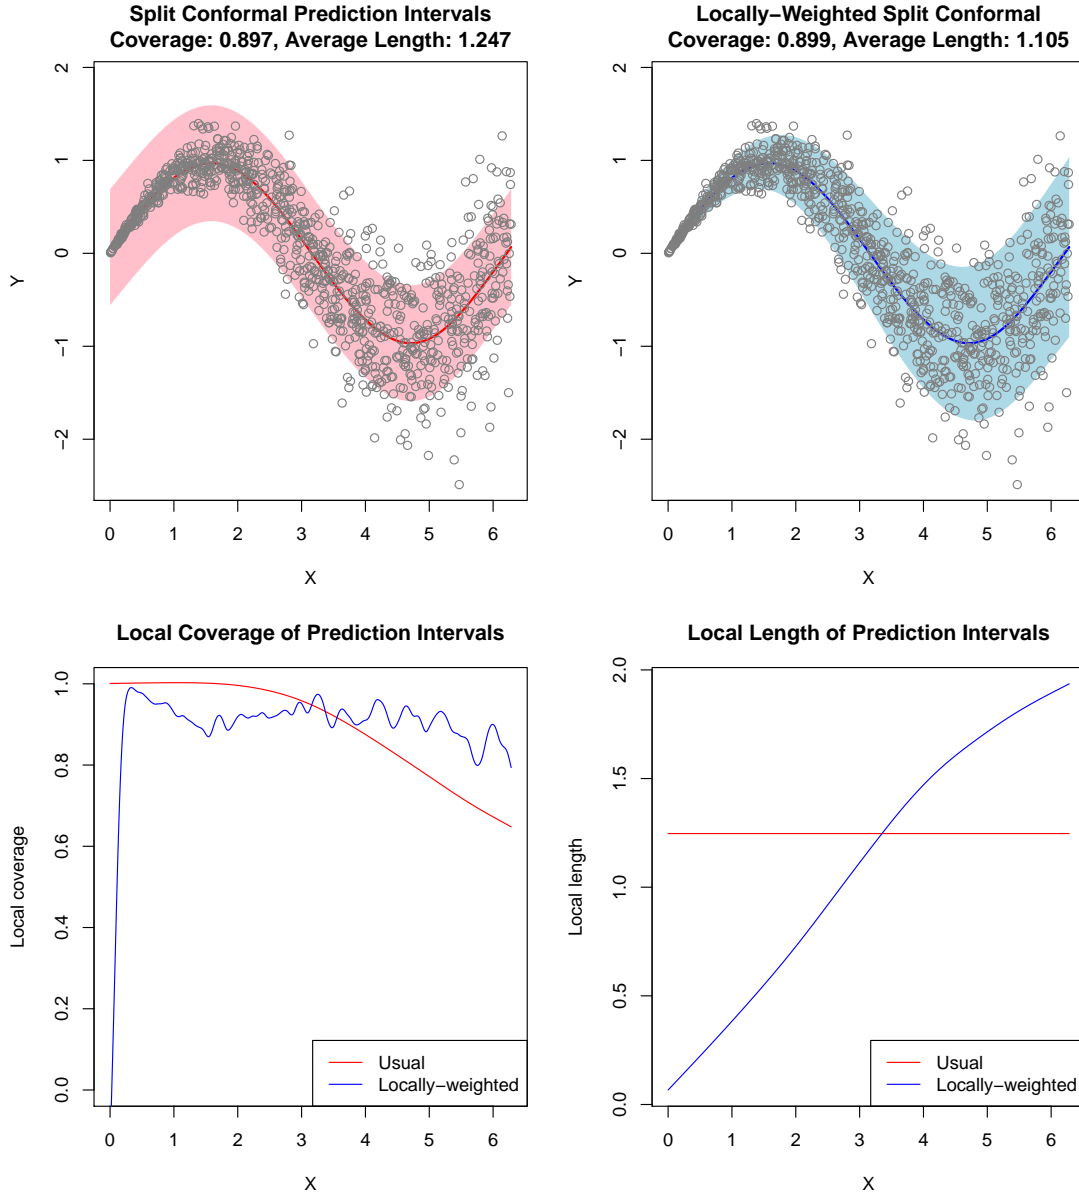 Split Conformal Prediction Intervals
Coverage: 0.897, Average Length: 1.247
Y
2
1
0
−1
−2
0 1 2 3 4 5 6
X
Locally−Weighted Split Conformal
Coverage: 0.899, Average Length: 1.105
Y
2
1
0
−1
−2
0 1 2 3 4 5 6
X
Local Coverage of Prediction Intervals
Local coverage
1.0
0.8
0.6
0.4
0.2
0.0
Usual
Locally−weighted
0 1 2 3 4 5 6
X
Local Length of Prediction Intervals
Local length
2.0
1.5
1.0
0.5
0.0
Usual
Locally−weighted
0 1 2 3 4 5 6
X